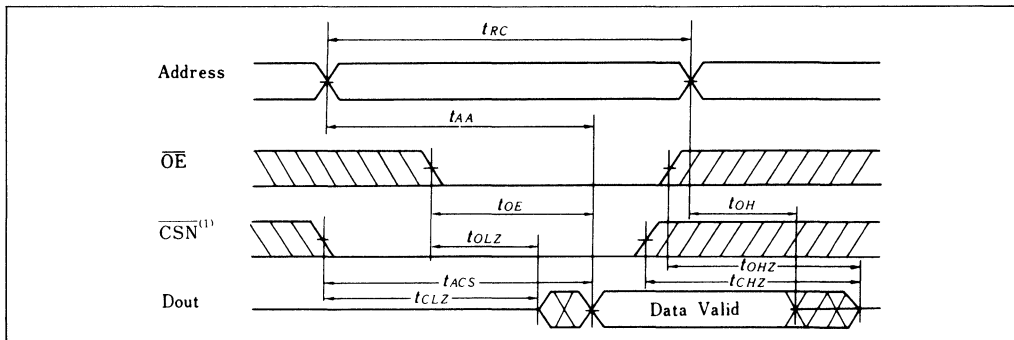 tRC
Address
tAA
OE
tOE
tOH
CSN(1)
tOLZ
tOHZ
tACS
tCHZ
tCLZ
Dout
Data Valid